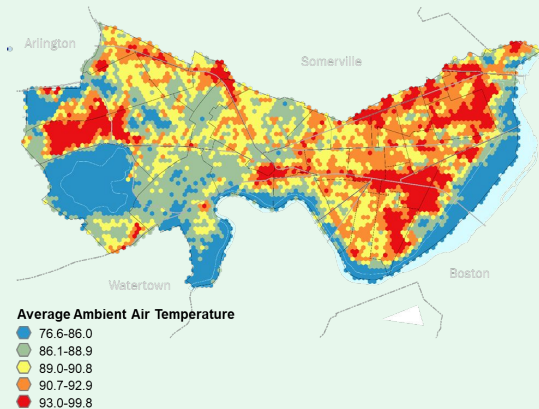 Arlington
Somerville
Watertown
Boston
Average Ambient Air Temperature
76.6-86.0
86.1-88.9
89.0-90.8
90.7-92.9
93.0-99.8